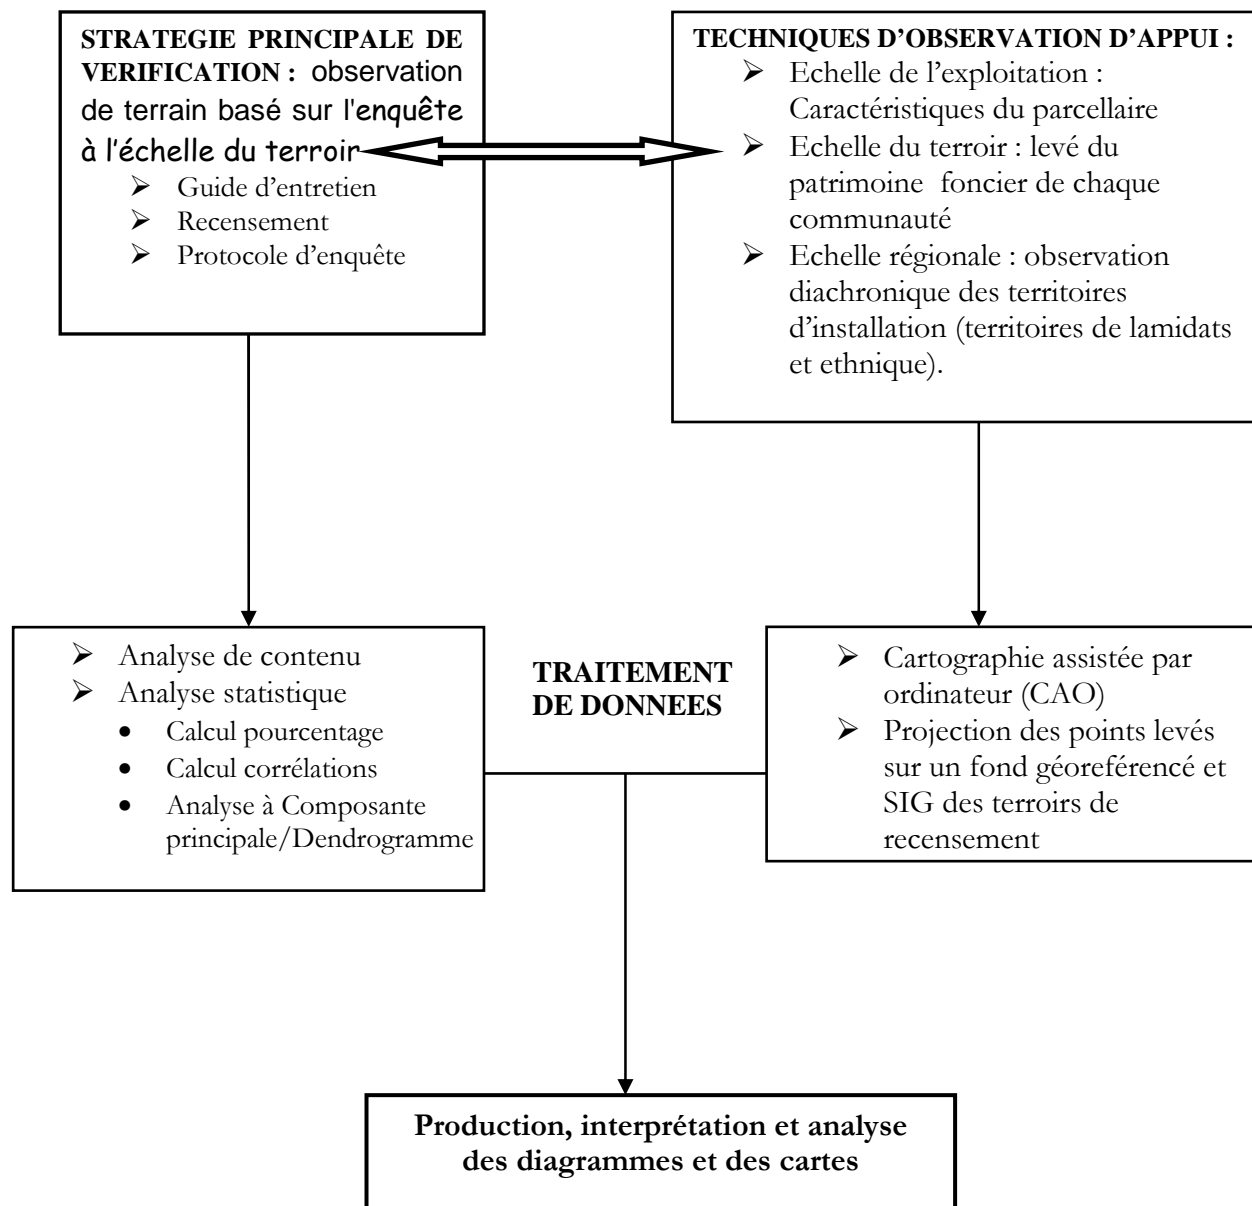 STRATEGIE PRINCIPALE DE
VERIFICATION : observation
de terrain basé sur l'enquête
à l’échelle du terroir
➢ Guide d’entretien
➢ Recensement
➢ Protocole d’enquête
TECHNIQUES D’OBSERVATION D’APPUI :
➢ Echelle de l’exploitation :
Caractéristiques du parcellaire
➢ Echelle du terroir : levé du
patrimoine foncier de chaque
communauté
➢ Echelle régionale : observation
diachronique des territoires
d’installation (territoires de lamidats
et ethnique).
➢ Analyse de contenu
➢ Analyse statistique
• Calcul pourcentage
• Calcul corrélations
• Analyse à Composante
principale/Dendrogramme
TRAITEMENT
DE DONNEES
➢ Cartographie assistée par
ordinateur (CAO)
➢ Projection des points levés
sur un fond géoreférencé et
SIG des terroirs de
recensement
Production, interprétation et analyse
des diagrammes et des cartes